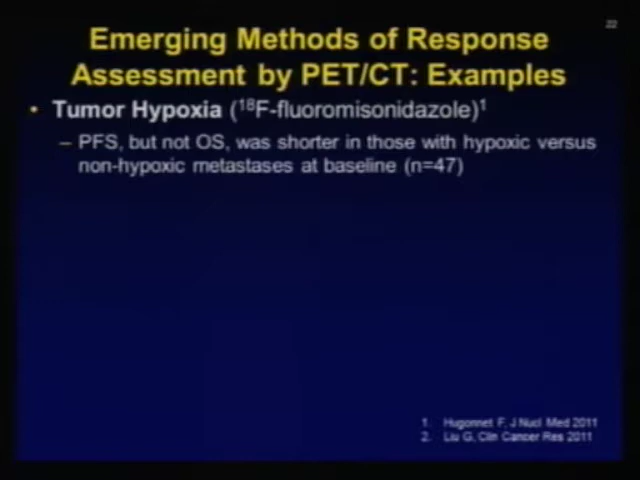 22
Emerging Methods of Response
Assessment by PET/CT: Examples
• Tumor Hypoxia (18F-fluoromisonidazole)1
– PFS, but not OS, was shorter in those with hypoxic versus
non-hypoxic metastases at baseline (n=47)
1. Hugonnet F, J Nucl Med 2011
2. Liu G, Clin Cancer Res 2011